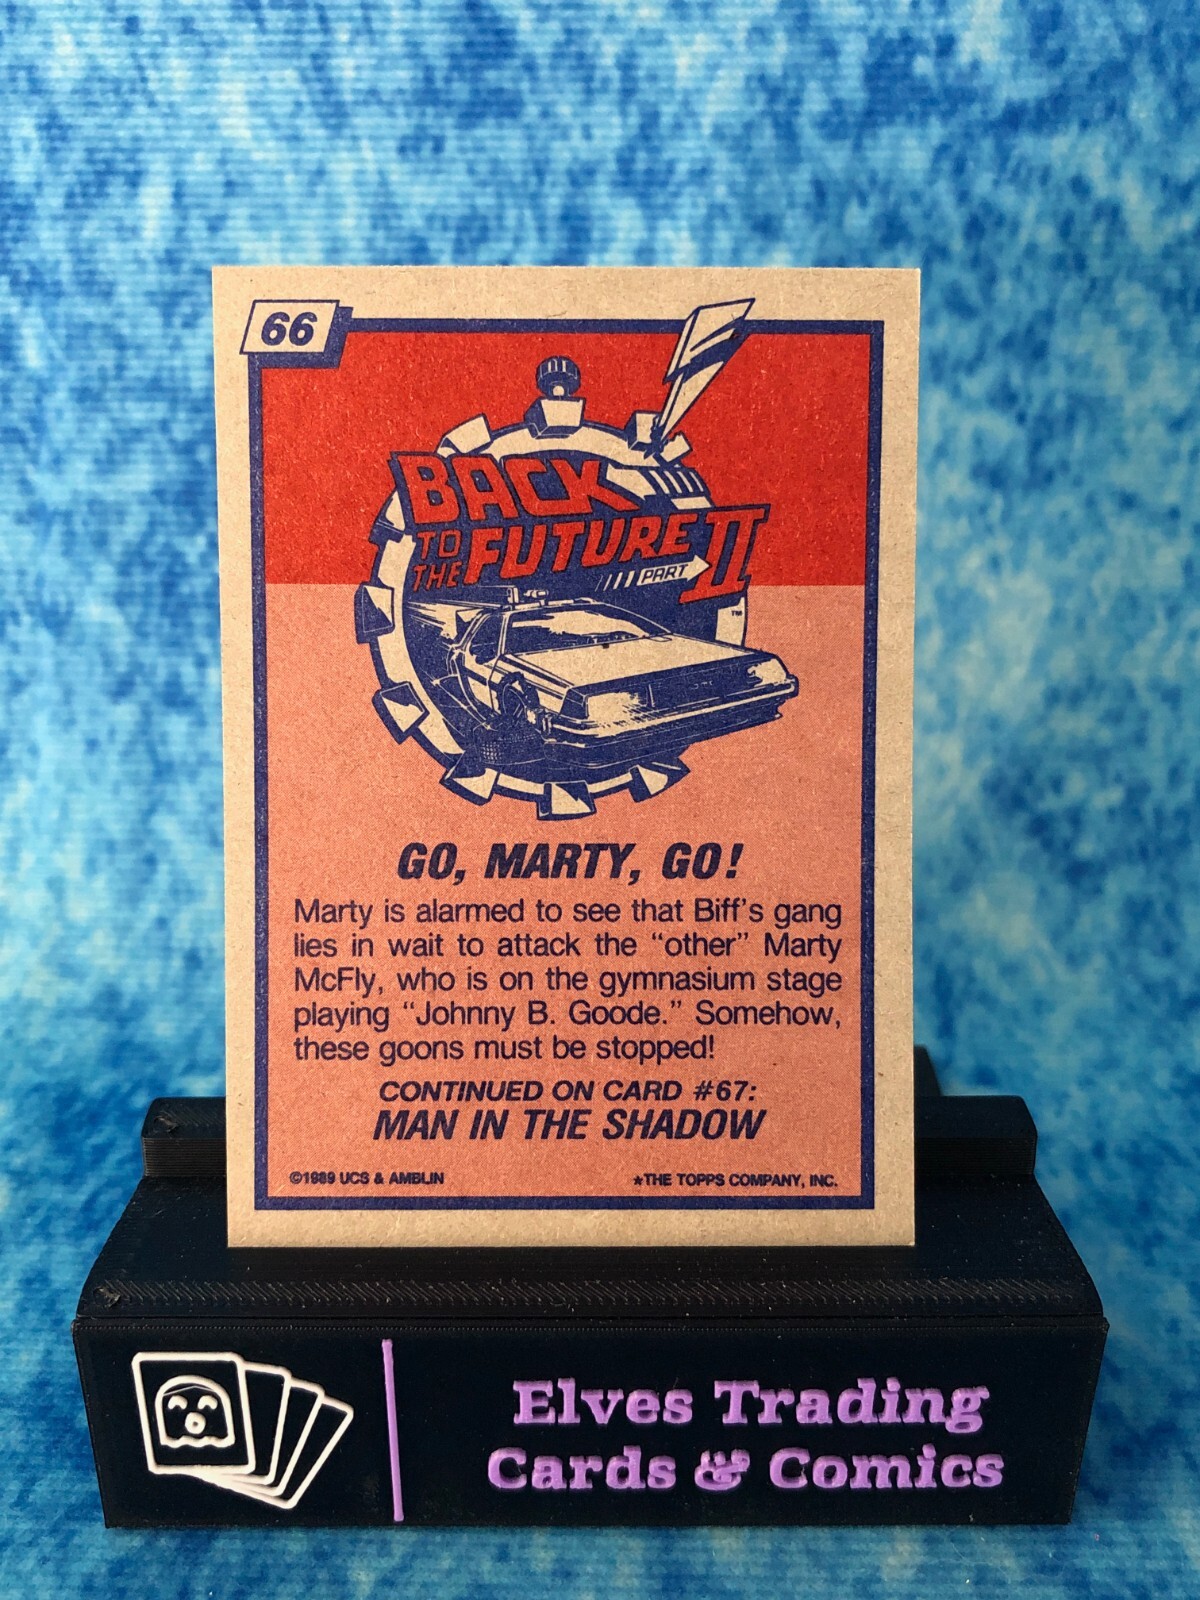 66
BACK
TO THE FUTURE
PART II
™
GO, MARTY, GO!
Marty is alarmed to see that Biff's gang
lies in wait to attack the “other” Marty
McFly, who is on the gymnasium stage
playing “Johnny B. Goode.” Somehow,
these goons must be stopped!
CONTINUED ON CARD #67:
MAN IN THE SHADOW
©1989 UCS & AMBLIN
★THE TOPPS COMPANY, INC.
Elves Trading
Cards & Comics